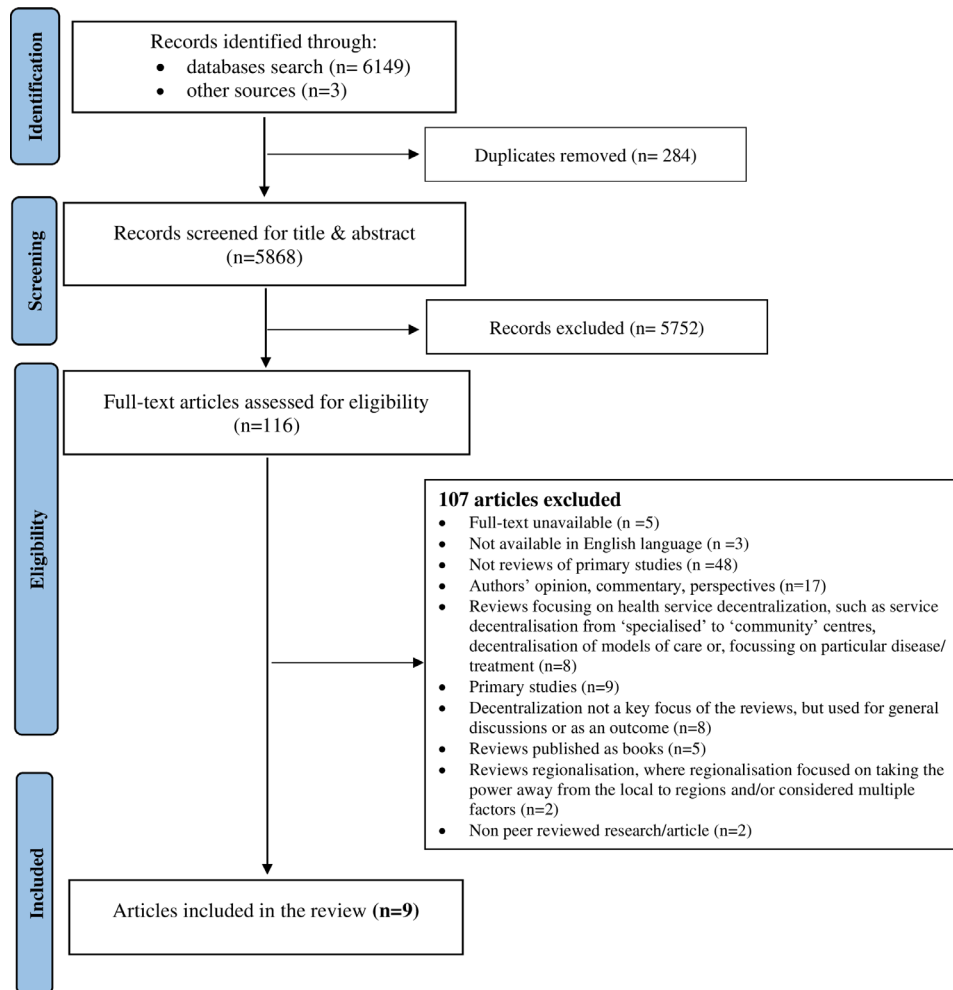 Identification
Records identified through:
• databases search (n= 6149)
• other sources (n=3)
Duplicates removed (n= 284)
Screening
Records screened for title & abstract
(n=5868)
Records excluded (n= 5752)
Eligibility
Full-text articles assessed for eligibility
(n=116)
107 articles excluded
• Full-text unavailable (n =5)
• Not available in English language (n =3)
• Not reviews of primary studies (n =48)
• Authors’ opinion, commentary, perspectives (n=17)
• Reviews focusing on health service decentralization, such as service
decentralisation from ‘specialised’ to ‘community’ centres,
decentralisation of models of care or, focussing on particular disease/
treatment (n=8)
• Primary studies (n=9)
• Decentralization not a key focus of the reviews, but used for general
discussions or as an outcome (n=8)
• Reviews published as books (n=5)
• Reviews regionalisation, where regionalisation focused on taking the
power away from the local to regions and/or considered multiple
factors (n=2)
• Non peer reviewed research/article (n=2)
Included
Articles included in the review (n=9)